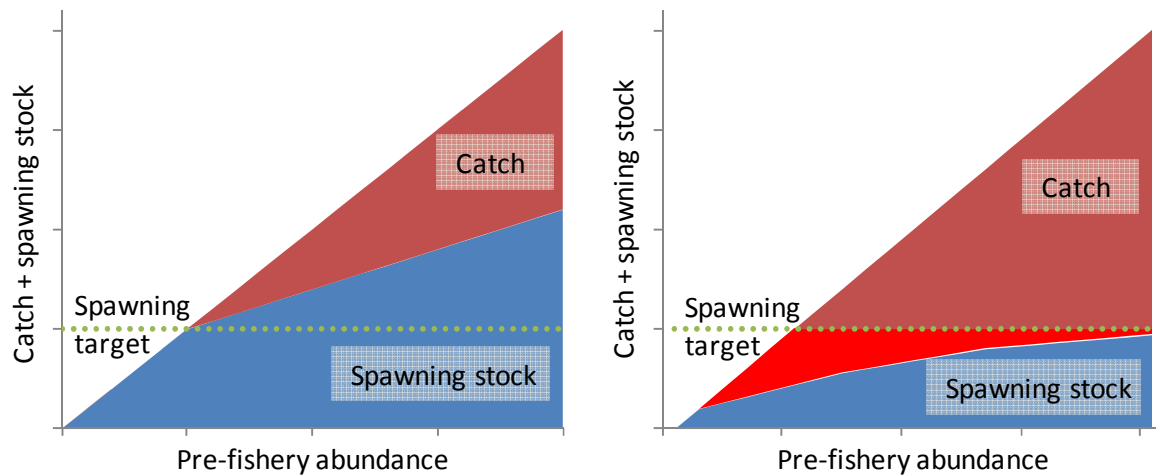 Catch + spawning stock
Catch
Spawning
target
Spawning stock
Pre-fishery abundance
Catch + spawning stock
Catch
Spawning
target
Spawning stock
Pre-fishery abundance